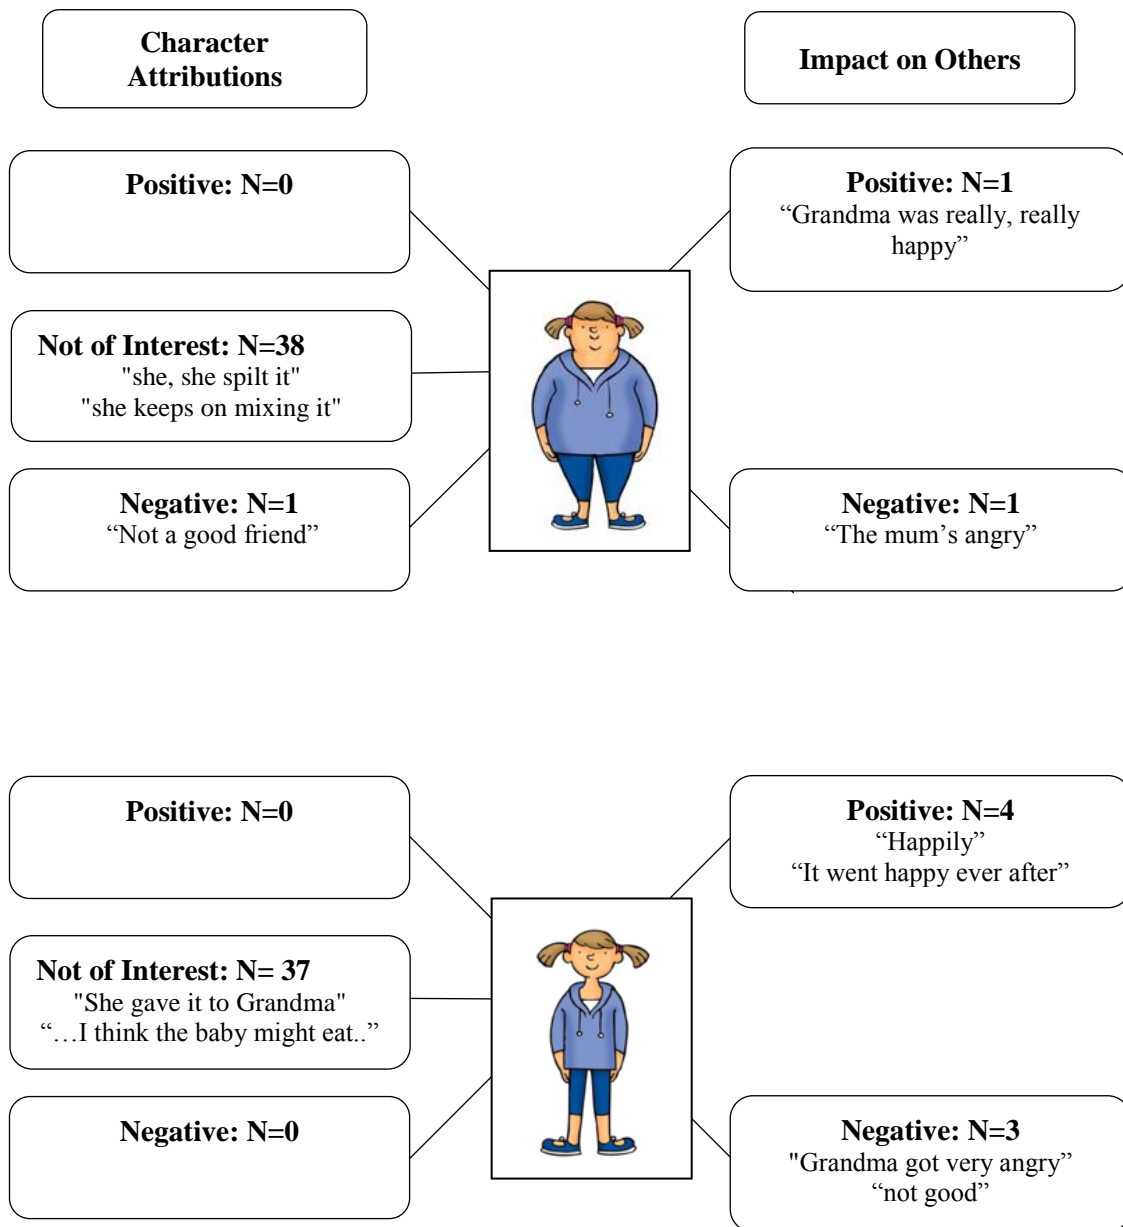 Character
Attributions
Impact on Others
Positive: N=0
Positive: N=1
“Grandma was really, really
happy”
Not of Interest: N=38
"she, she spilt it"
"she keeps on mixing it"
Negative: N=1
“Not a good friend”
Negative: N=1
“The mum’s angry”
Positive: N=0
Positive: N=4
“Happily”
“It went happy ever after”
Not of Interest: N= 37
"She gave it to Grandma"
“…I think the baby might eat..”
Negative: N=0
Negative: N=3
"Grandma got very angry”
“not good”